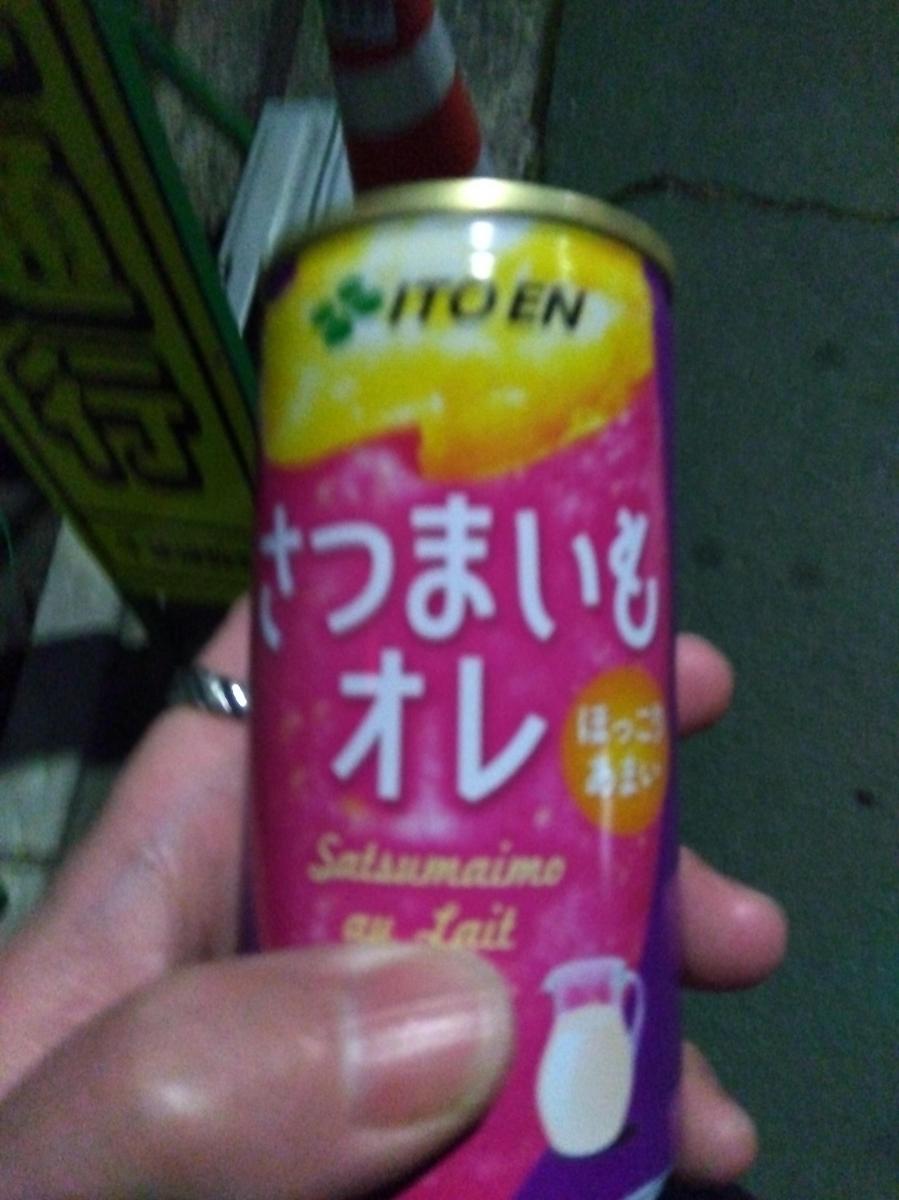 ITO EN
さつまいも
オレ
ほっこり
あまい
Satsumaimo
au Lait